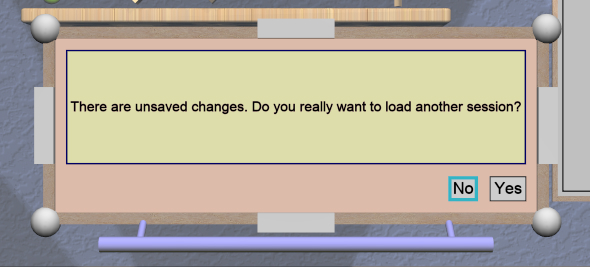 There are unsaved changes. Do you really want to load another session?
No Yes